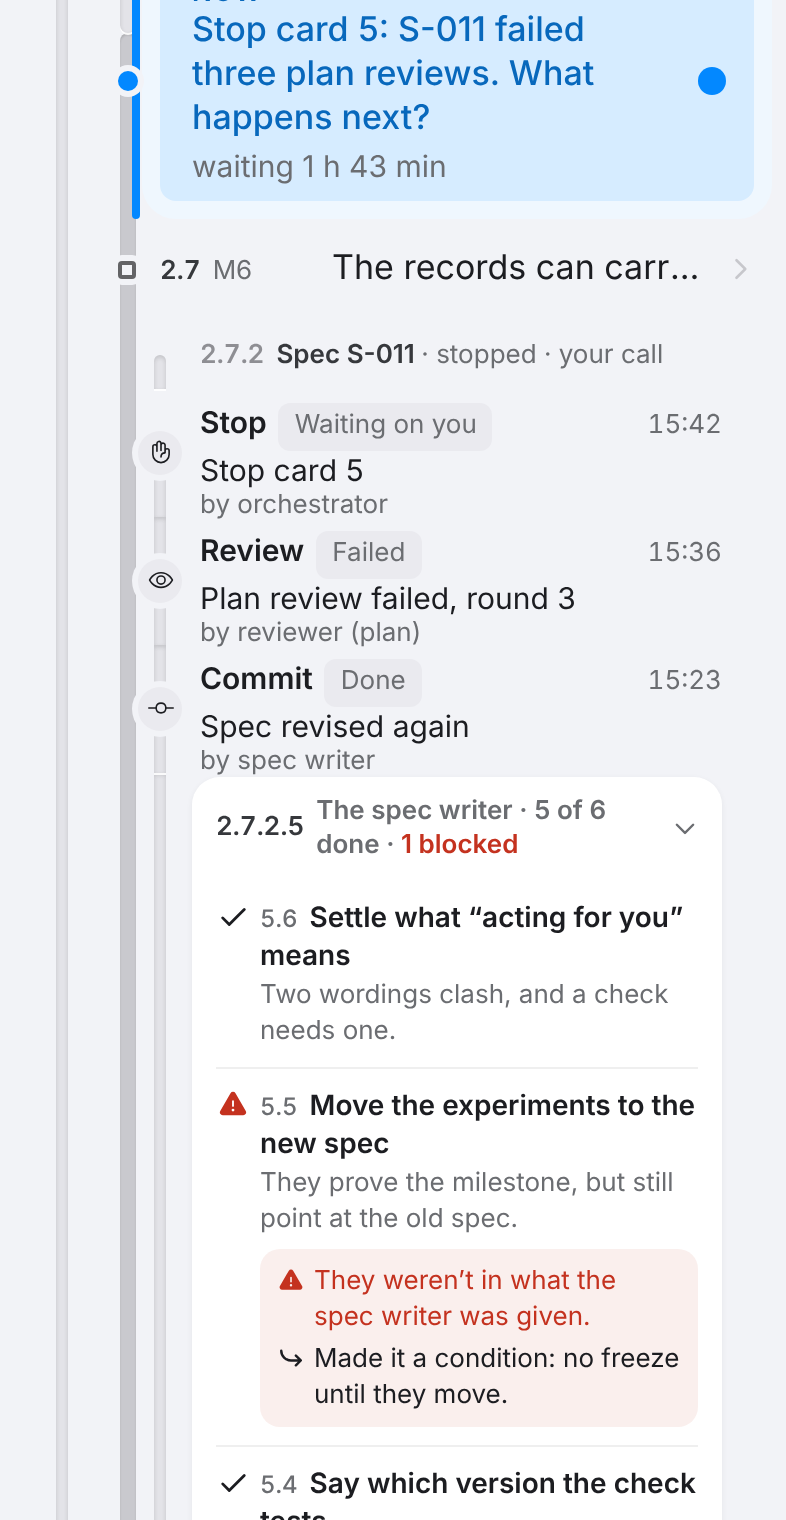 Stop card 5: S-011 failed
three plan reviews. What
happens next?
waiting 1 h 43 min
2.7 M6 The records can carr...
2.7.2 Spec S-011 · stopped · your call
Stop Waiting on you 15:42
Stop card 5
by orchestrator
Review Failed 15:36
Plan review failed, round 3
by reviewer (plan)
Commit Done 15:23
Spec revised again
by spec writer
2.7.2.5 The spec writer · 5 of 6
done · 1 blocked
5.6 Settle what “acting for you”
means
Two wordings clash, and a check
needs one.
5.5 Move the experiments to the
new spec
They prove the milestone, but still
point at the old spec.
They weren’t in what the
spec writer was given.
Made it a condition: no freeze
until they move.
5.4 Say which version the check